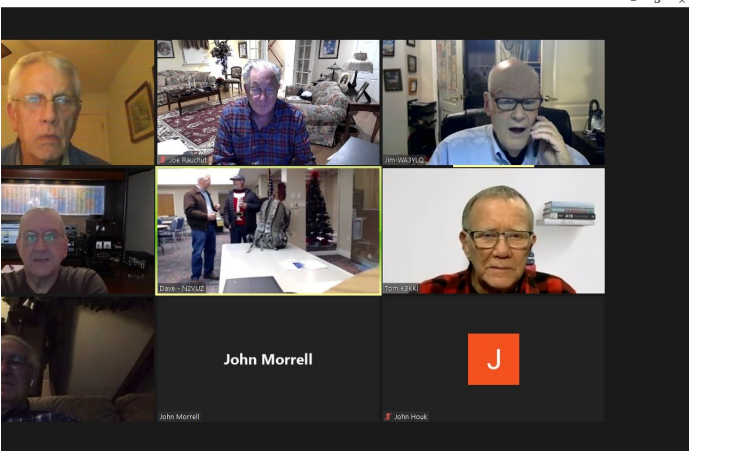 Joe Rauchut
Jim-WA3YLQ
Dave - N2VUZ
Tom K3KKI
John Morrell
John Morrell
J
John Houk